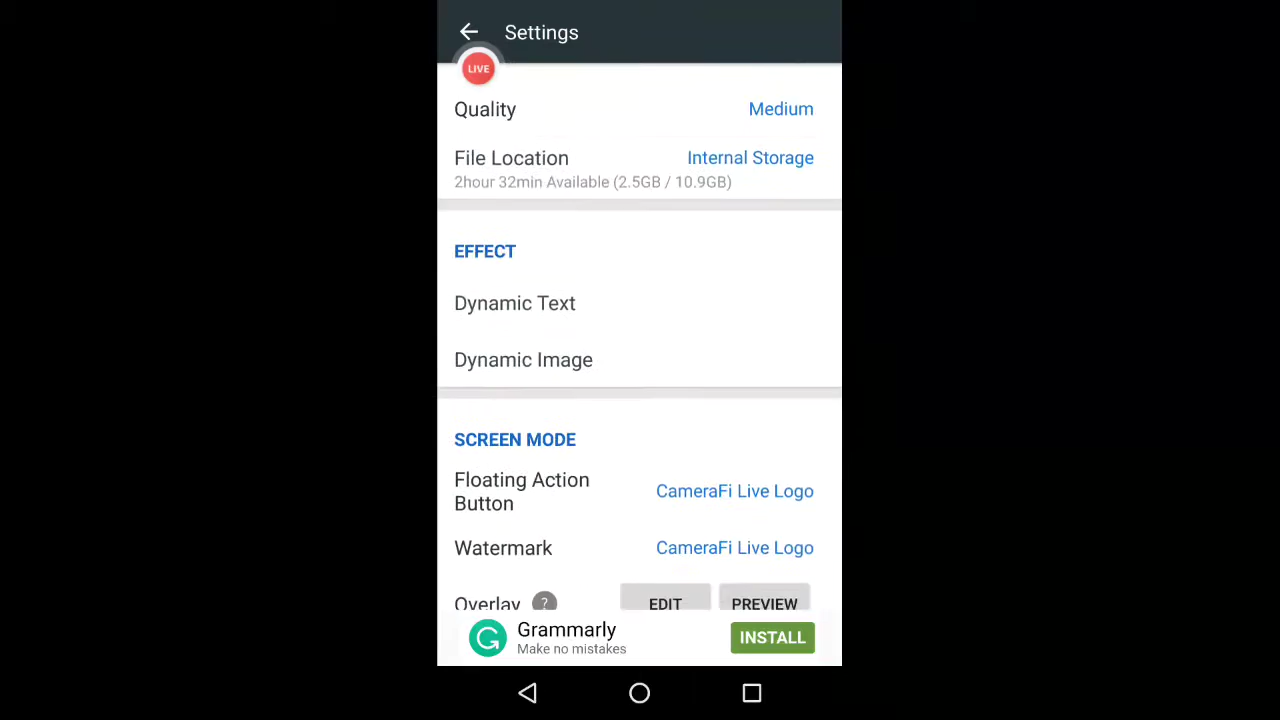 Settings
LIVE
Quality Medium
File Location Internal Storage
2hour 32min Available (2.5GB / 10.9GB)
EFFECT
Dynamic Text
Dynamic Image
SCREEN MODE
Floating Action
Button
CameraFi Live Logo
Watermark CameraFi Live Logo
Overlay ? EDIT PREVIEW
G
Grammarly
Make no mistakes
INSTALL